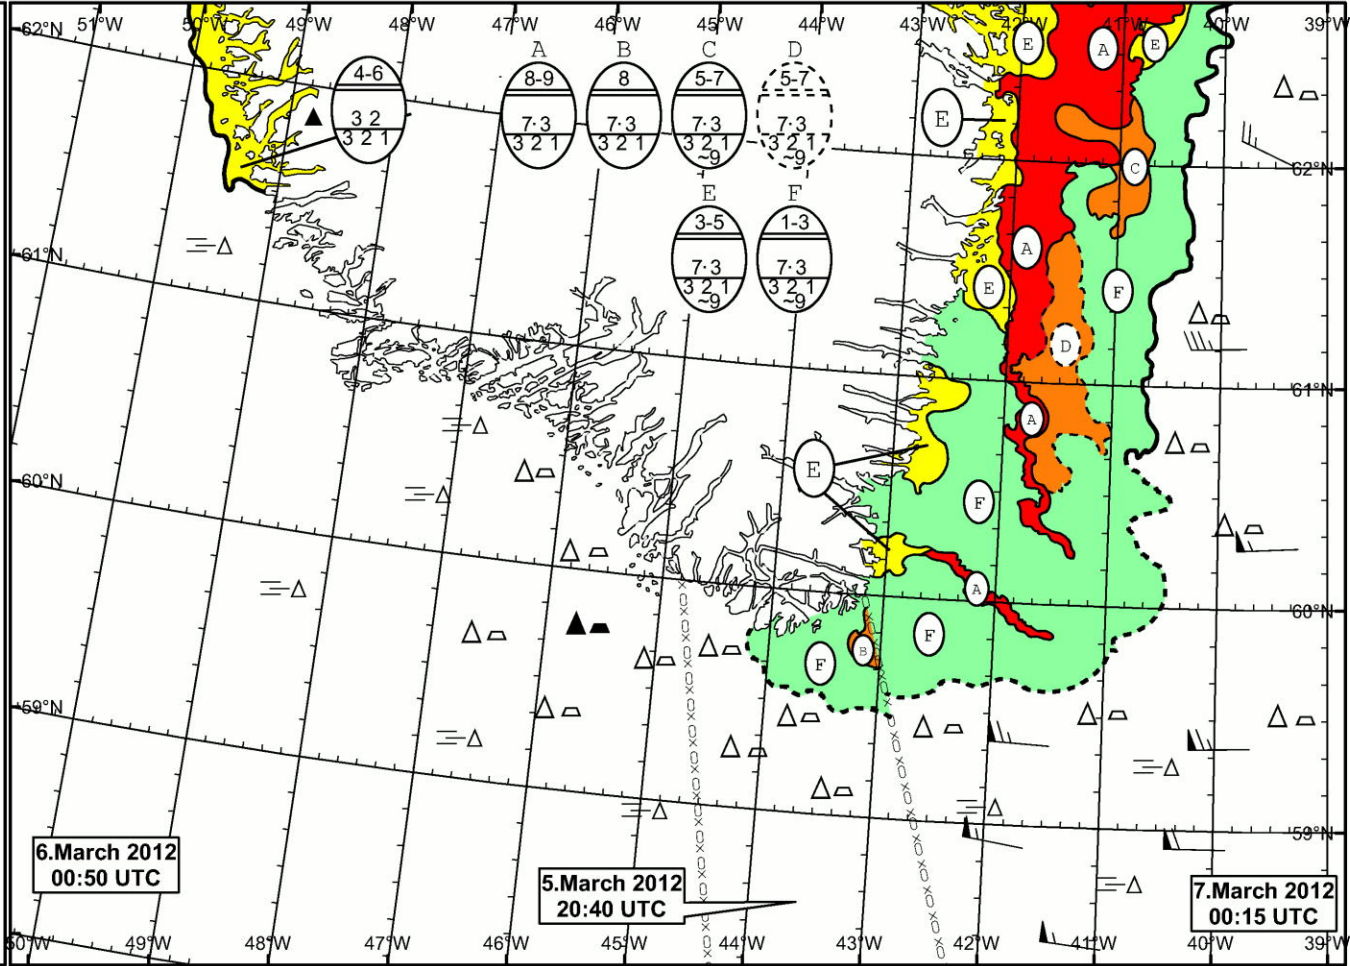 51°W 50°W 49°W 48°W 47°W 46°W 45°W 44°W 43°W 42°W 41°W 40°W 39°W
62°N
4-6
3 2
3 2 1
A B C D
8-9 8 5-7 5-7
7·3 7·3 7·3 7·3
3 2 1 3 2 1 3 2 1 3 2 1
~9 ~9
E F
3-5 1-3
7·3 7·3
3 2 1 3 2 1
~9 ~9
E A E
E
C
62°N
A
61°N
E F
D
61°N
A
E
60°N
F
A
60°N
F
B
F
59°N
59°N
6.March 2012
00:50 UTC
5.March 2012
20:40 UTC
7.March 2012
00:15 UTC
50°W 49°W 48°W 47°W 46°W 45°W 44°W 43°W 42°W 41°W 40°W 39°W